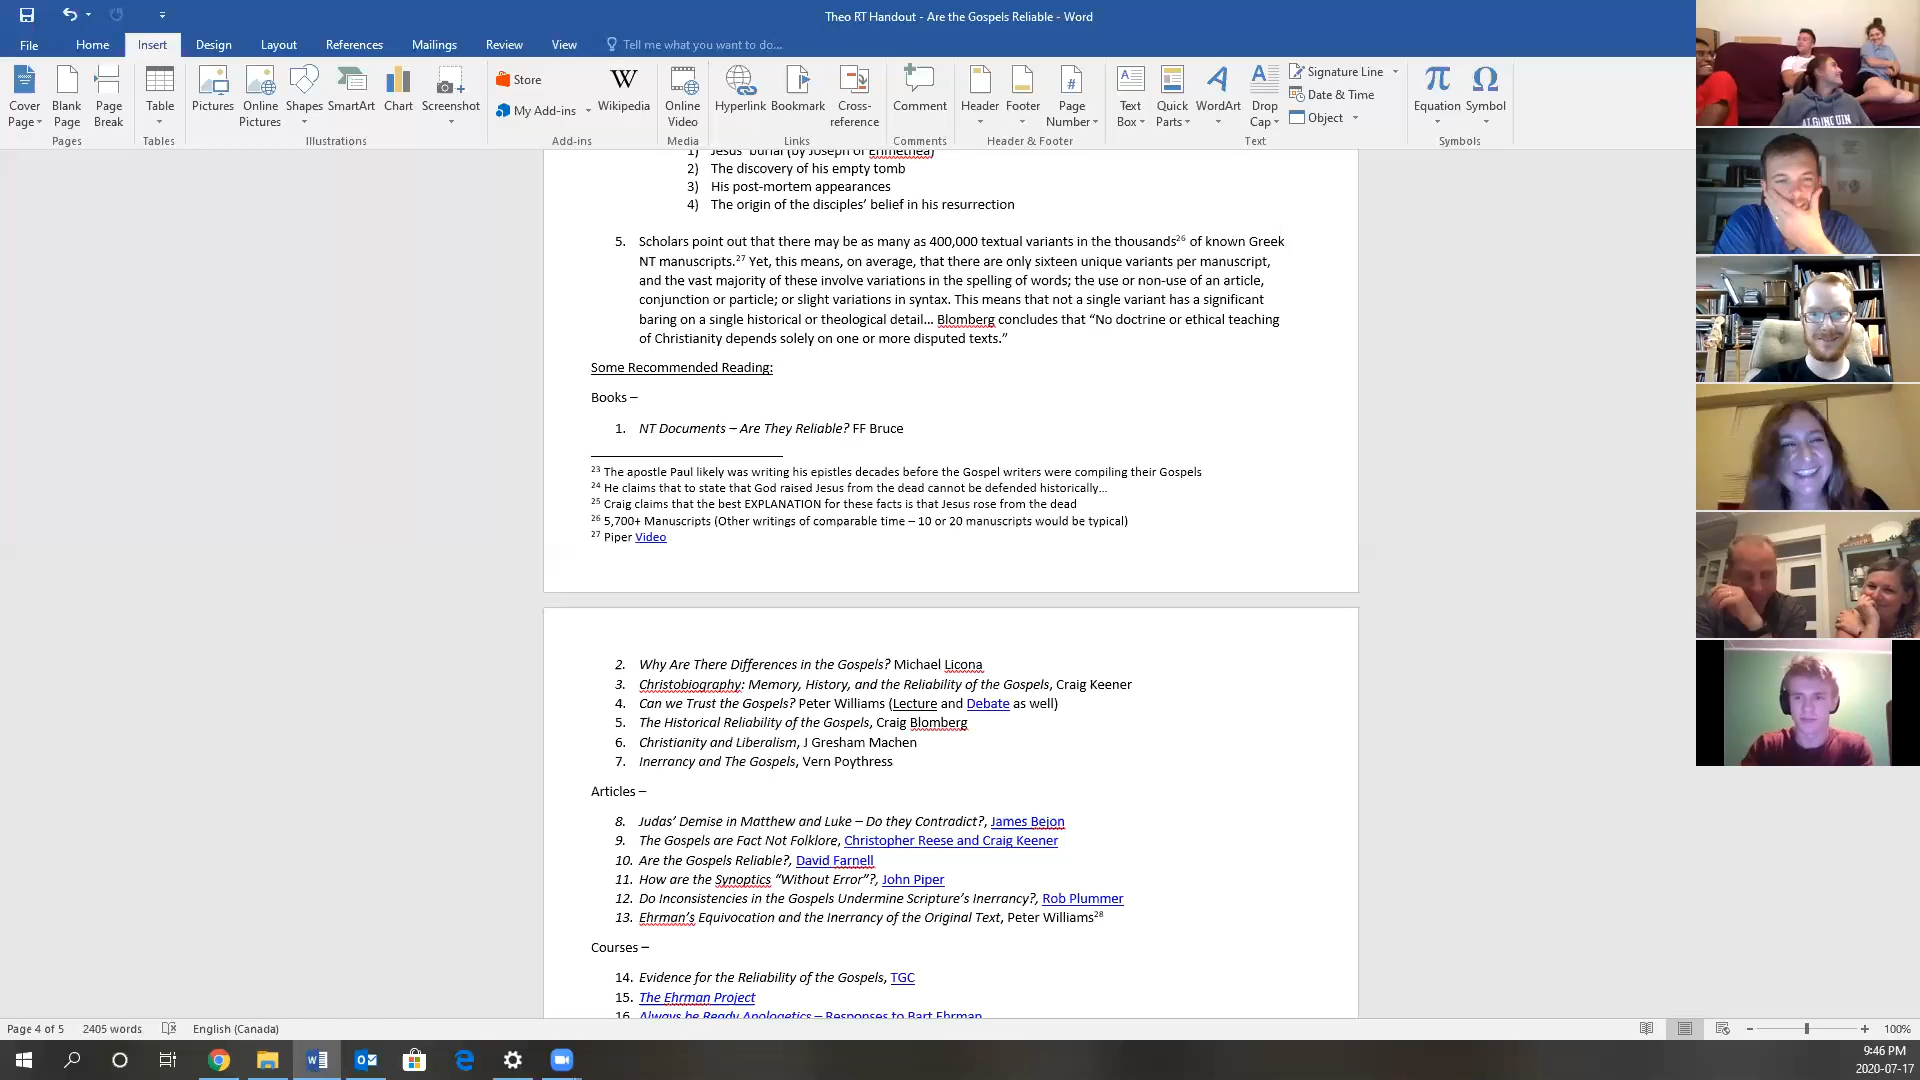 Theo RT Handout - Are the Gospels Reliable - Word
File Home Insert Design Layout References Mailings Review View Tell me what you want to do...
Cover Page
Blank Page
Page Break
Table
Pictures
Online Pictures
Shapes
SmartArt
Chart
Screenshot
Store
My Add-ins
Wikipedia
Online Video
Hyperlink
Bookmark
Cross-reference
Comment
Header
Footer
Page Number
Text Box
Quick Parts
WordArt
Drop Cap
Signature Line
Date & Time
Object
Equation
Symbol
Pages Tables Illustrations Add-ins Media Links Comments Header & Footer Text Symbols
1) Jesus' burial (by Joseph of Erimethea)
2) The discovery of his empty tomb
3) His post-mortem appearances
4) The origin of the disciples' belief in his resurrection
5. Scholars point out that there may be as many as 400,000 textual variants in the thousands26 of known Greek
NT manuscripts.27 Yet, this means, on average, that there are only sixteen unique variants per manuscript,
and the vast majority of these involve variations in the spelling of words; the use or non-use of an article,
conjunction or particle; or slight variations in syntax. This means that not a single variant has a significant
baring on a single historical or theological detail... Blomberg concludes that “No doctrine or ethical teaching
of Christianity depends solely on one or more disputed texts.”
Some Recommended Reading:
Books –
1. NT Documents – Are They Reliable? FF Bruce
23 The apostle Paul likely was writing his epistles decades before the Gospel writers were compiling their Gospels
24 He claims that to state that God raised Jesus from the dead cannot be defended historically...
25 Craig claims that the best EXPLANATION for these facts is that Jesus rose from the dead
26 5,700+ Manuscripts (Other writings of comparable time – 10 or 20 manuscripts would be typical)
27 Piper Video
2. Why Are There Differences in the Gospels? Michael Licona
3. Christobiography: Memory, History, and the Reliability of the Gospels, Craig Keener
4. Can we Trust the Gospels? Peter Williams (Lecture and Debate as well)
5. The Historical Reliability of the Gospels, Craig Blomberg
6. Christianity and Liberalism, J Gresham Machen
7. Inerrancy and The Gospels, Vern Poythress
Articles –
8. Judas' Demise in Matthew and Luke – Do they Contradict?, James Bejon
9. The Gospels are Fact Not Folklore, Christopher Reese and Craig Keener
10. Are the Gospels Reliable?, David Farnell
11. How are the Synoptics “Without Error”?, John Piper
12. Do Inconsistencies in the Gospels Undermine Scripture's Inerrancy?, Rob Plummer
13. Ehrman's Equivocation and the Inerrancy of the Original Text, Peter Williams28
Courses –
14. Evidence for the Reliability of the Gospels, TGC
15. The Ehrman Project
16. Always be Ready Apologetics – Responses to Bart Ehrman
ALGONQUIN
Page 4 of 5 2405 words English (Canada) 100%
9:46 PM
2020-07-17